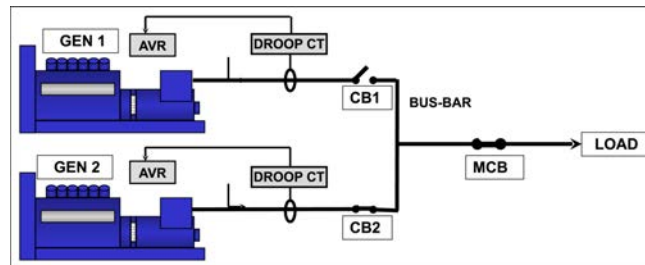 GEN 1
AVR
DROOP CT
CB1
BUS-BAR
MCB
LOAD
GEN 2
AVR
DROOP CT
CB2